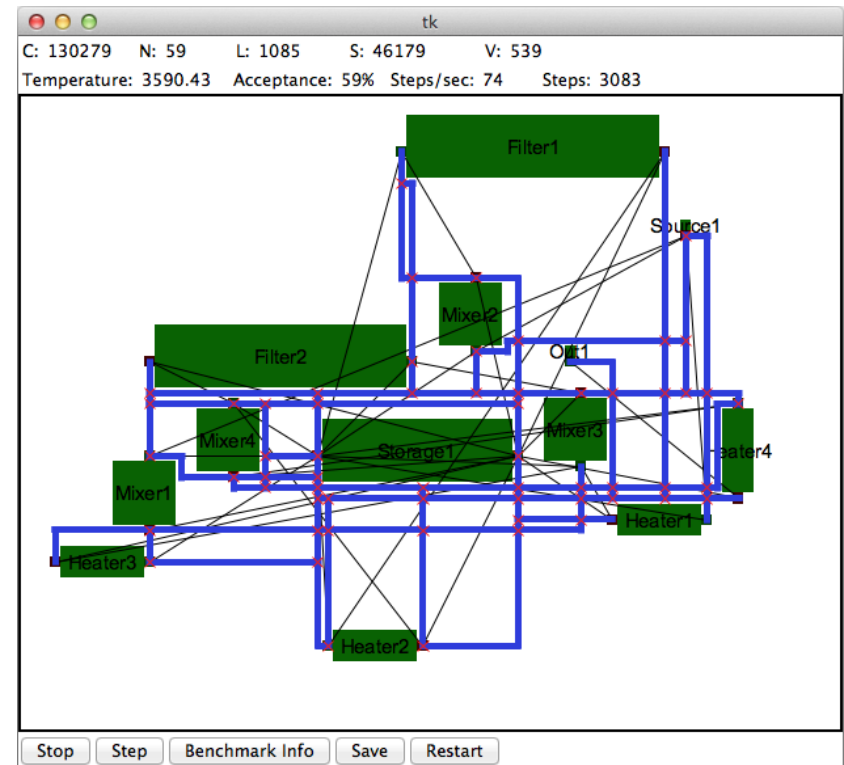 tk
C: 130279 N: 59 L: 1085 S: 46179 V: 539
Temperature: 3590.43 Acceptance: 59% Steps/sec: 74 Steps: 3083
Filter1
Source1
Mixer2
Out1
Filter2
Mixer4
Mixer3
Storage1
eater4
Mixer1
Heater1
Heater3
Heater2
Stop Step Benchmark Info Save Restart